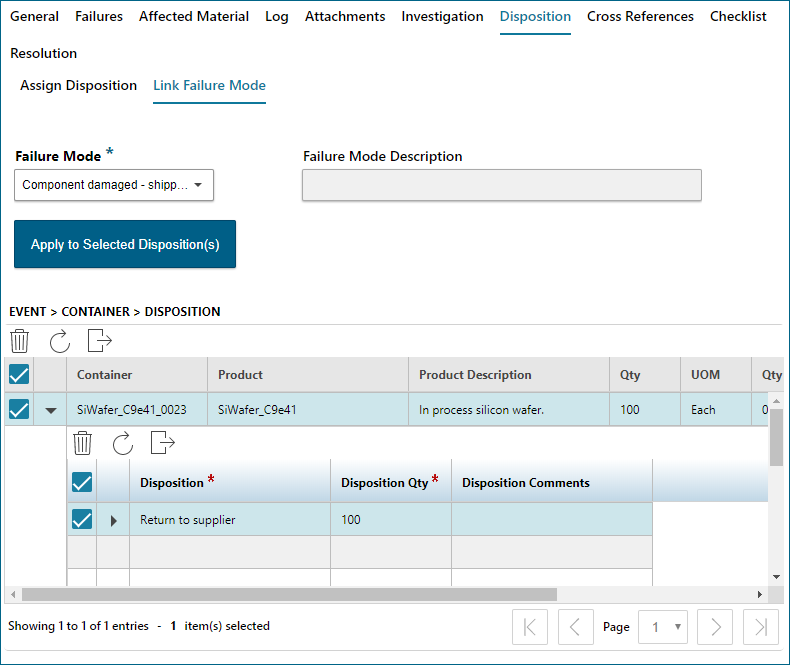 General Failures Affected Material Log Attachments Investigation Disposition Cross References Checklist
Resolution
Assign Disposition Link Failure Mode
Failure Mode * Failure Mode Description
Component damaged - shipp...
Apply to Selected Disposition(s)
EVENT > CONTAINER > DISPOSITION
Container Product Product Description Qty UOM Qty
SiWafer_C9e41_0023 SiWafer_C9e41 In process silicon wafer. 100 Each 0
Disposition * Disposition Qty * Disposition Comments
Return to supplier 100
Showing 1 to 1 of 1 entries - 1 item(s) selected Page 1